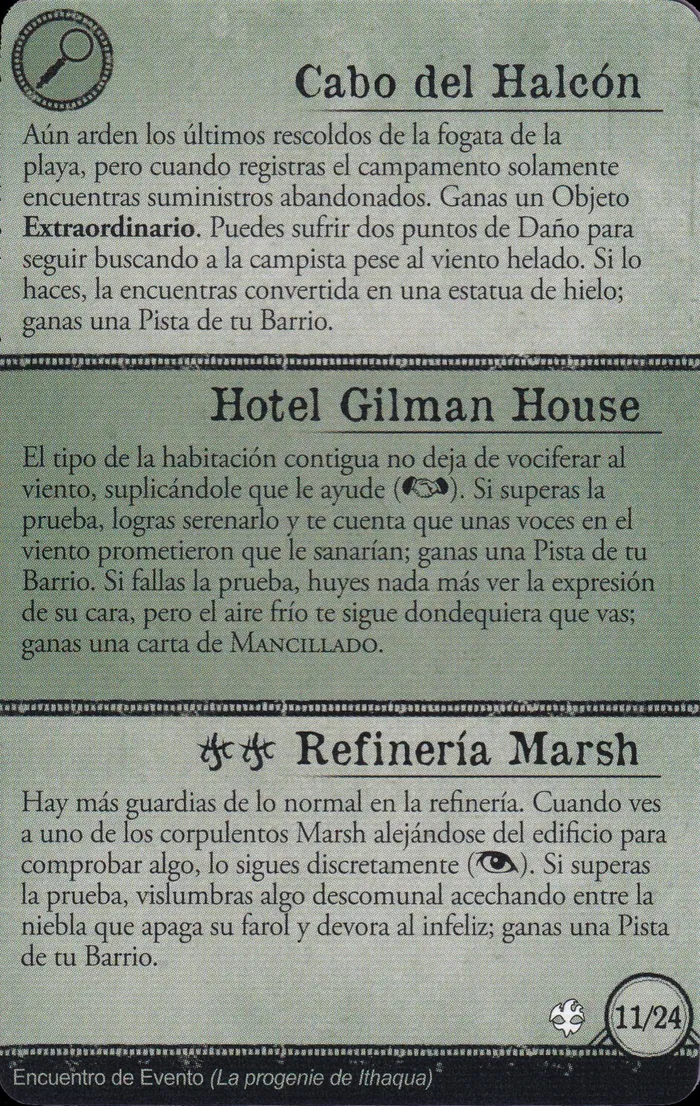 Cabo del Halcón
Aún arden los últimos rescoldos de la fogata de la
playa, pero cuando registras el campamento solamente
encuentras suministros abandonados. Ganas un Objeto
Extraordinario. Puedes sufrir dos puntos de Daño para
seguir buscando a la campista pese al viento helado. Si lo
haces, la encuentras convertida en una estatua de hielo;
ganas una Pista de tu Barrio.
Hotel Gilman House
El tipo de la habitación contigua no deja de vociferar al
viento, suplicándole que le ayude (). Si superas la
prueba, logras serenarlo y te cuenta que unas voces en el
viento prometieron que le sanarían; ganas una Pista de tu
Barrio. Si fallas la prueba, huyes nada más ver la expresión
de su cara, pero el aire frío te sigue dondequiera que vas;
ganas una carta de MANCILLADO.
Refinería Marsh
Hay más guardias de lo normal en la refinería. Cuando ves
a uno de los corpulentos Marsh alejándose del edificio para
comprobar algo, lo sigues discretamente (). Si superas
la prueba, vislumbras algo descomunal acechando entre la
niebla que apaga su farol y devora al infeliz; ganas una Pista
de tu Barrio.
11/24
Encuentro de Evento (La progenie de Ithaqua)